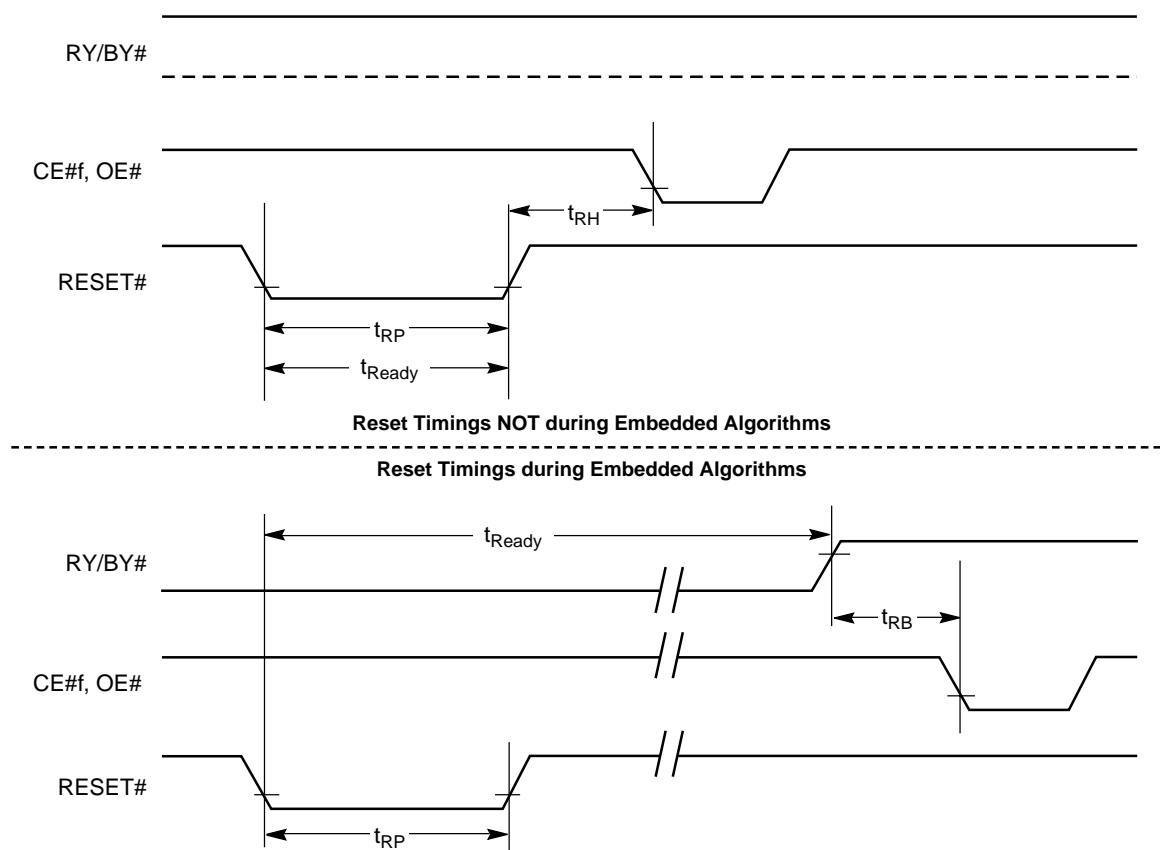 RY/BY#
CE#f, OE#
tRH
RESET#
tRP
tReady
Reset Timings NOT during Embedded Algorithms
Reset Timings during Embedded Algorithms
tReady
RY/BY#
tRB
CE#f, OE#
RESET#
tRP